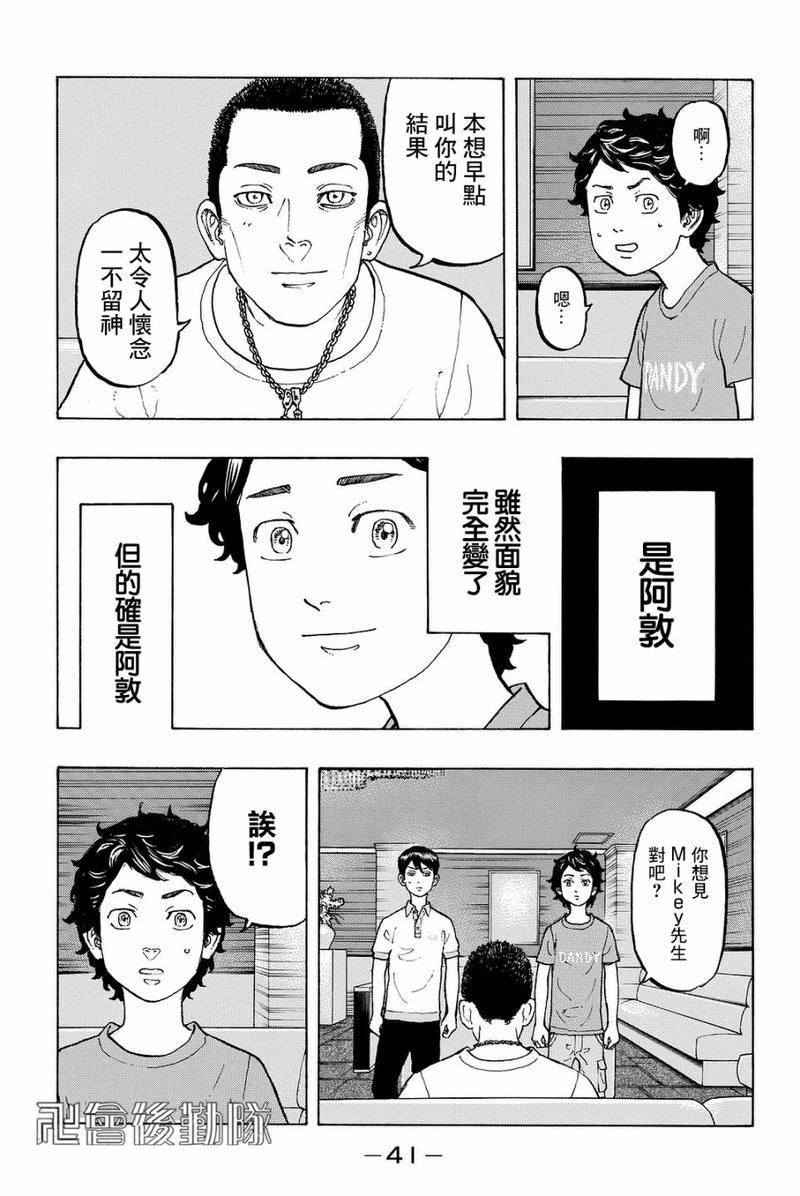 啊…
嗯…
DANDY
本想早點
叫你的
結果
太令人懷念
一不留神
是阿敦
雖然面貌
完全變了
但的確是阿敦
你想見
Mikey先生
對吧？
DANDY
誒!?
卍會後勤隊
—41—